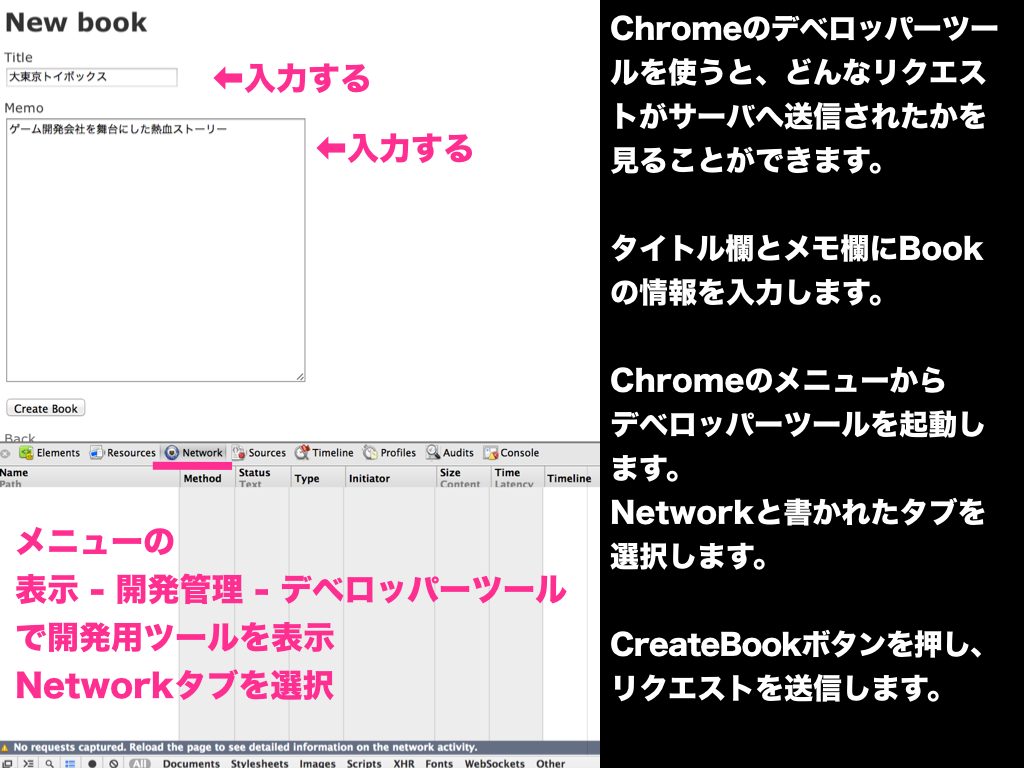 New book
Title
大東京トイボックス
⬅入力する
Memo
ゲーム開発会社を舞台にした熱血ストーリー
⬅入力する
Create Book
Back
Elements Resources Network Sources Timeline Profiles Audits Console
Name Path Method Status Text Type Initiator Size Content Time Latency Timeline
メニューの
表示 - 開発管理 - デベロッパーツール
で開発用ツールを表示
Networkタブを選択
No requests captured. Reload the page to see detailed information on the network activity.
All Documents Stylesheets Images Scripts XHR Fonts WebSockets Other
Chromeのデベロッパーツー
ルを使うと、どんなリクエス
トがサーバへ送信されたかを
見ることができます。
タイトル欄とメモ欄にBook
の情報を入力します。
Chromeのメニューから
デベロッパーツールを起動し
ます。
Networkと書かれたタブを
選択します。
CreateBookボタンを押し、
リクエストを送信します。